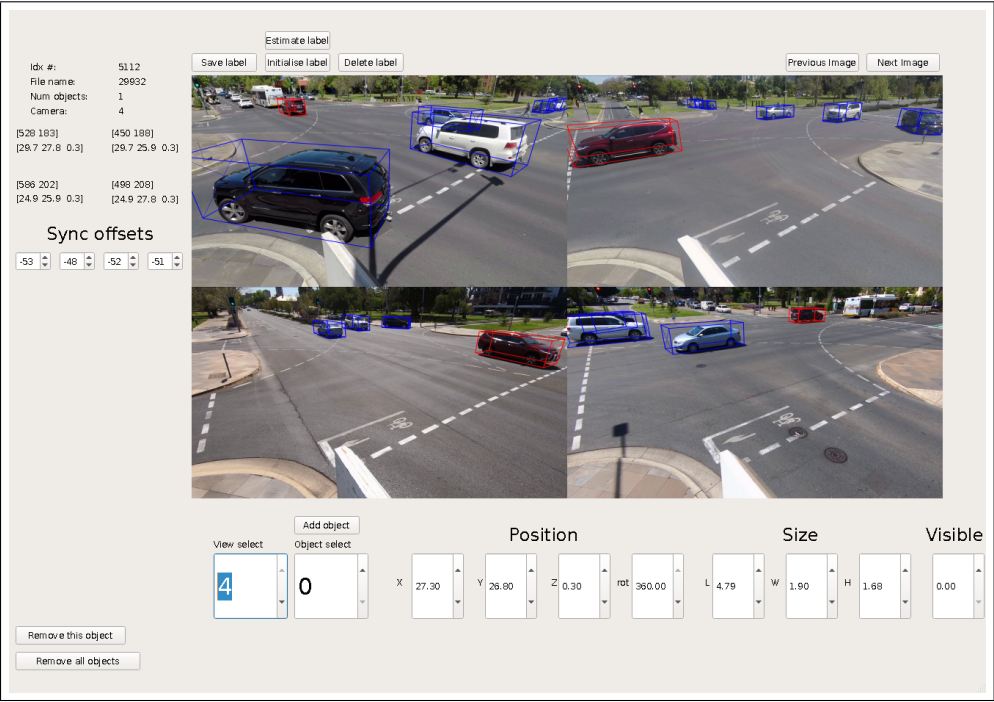 Estimate label
Save label Initialise label Delete label Previous Image Next Image
Idx #: 5112
File name: 29932
Num objects: 1
Camera: 4
[528 183] [450 188]
[29.7 27.8 0.3] [29.7 25.9 0.3]
[586 202] [498 208]
[24.9 25.9 0.3] [24.9 27.8 0.3]
Sync offsets
-53 -48 -52 -51
Add object
Position Size Visible
View select Object select
4 0 X 27.30 Y 26.80 Z 0.30 rot 360.00 L 4.79 W 1.90 H 1.68 0.00
Remove this object
Remove all objects